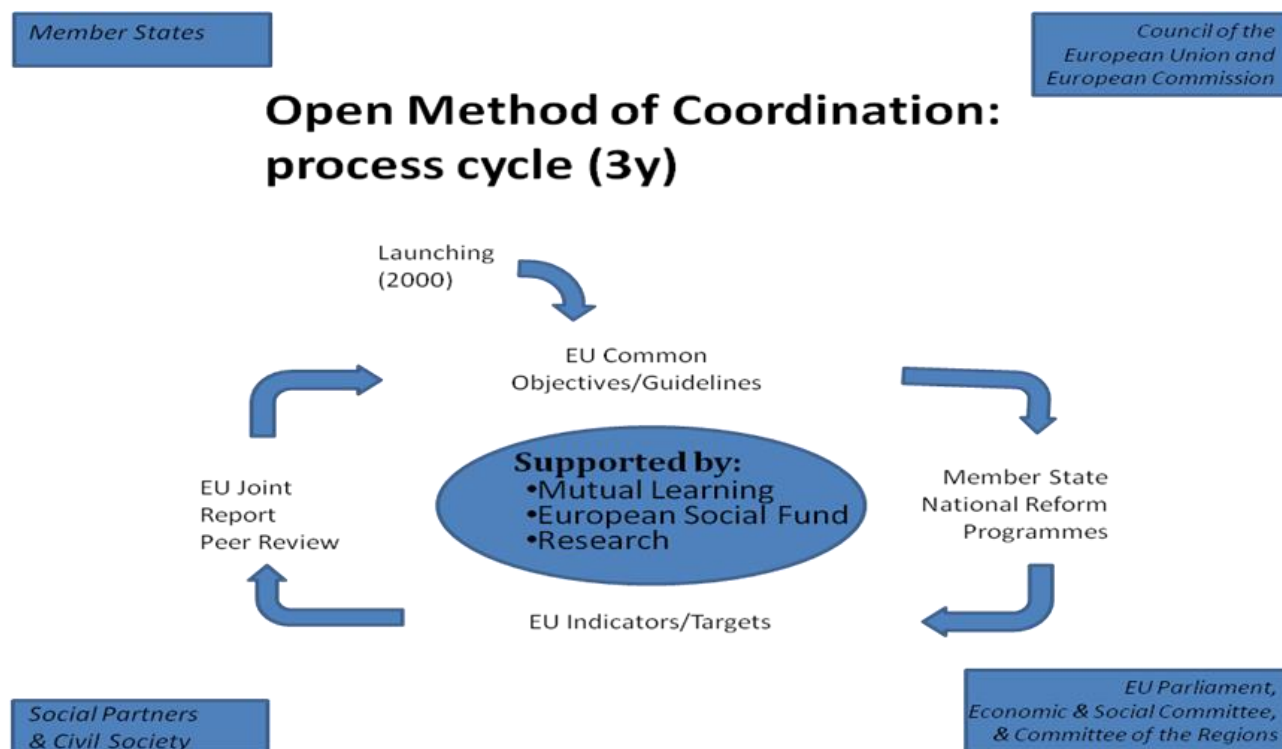 Member States
Council of the
European Union and
European Commission
Open Method of Coordination:
process cycle (3y)
Launching
(2000)
EU Common
Objectives/Guidelines
Supported by:
•Mutual Learning
•European Social Fund
•Research
EU Joint
Report
Peer Review
Member State
National Reform
Programmes
EU Indicators/Targets
Social Partners
& Civil Society
EU Parliament,
Economic & Social Committee,
& Committee of the Regions